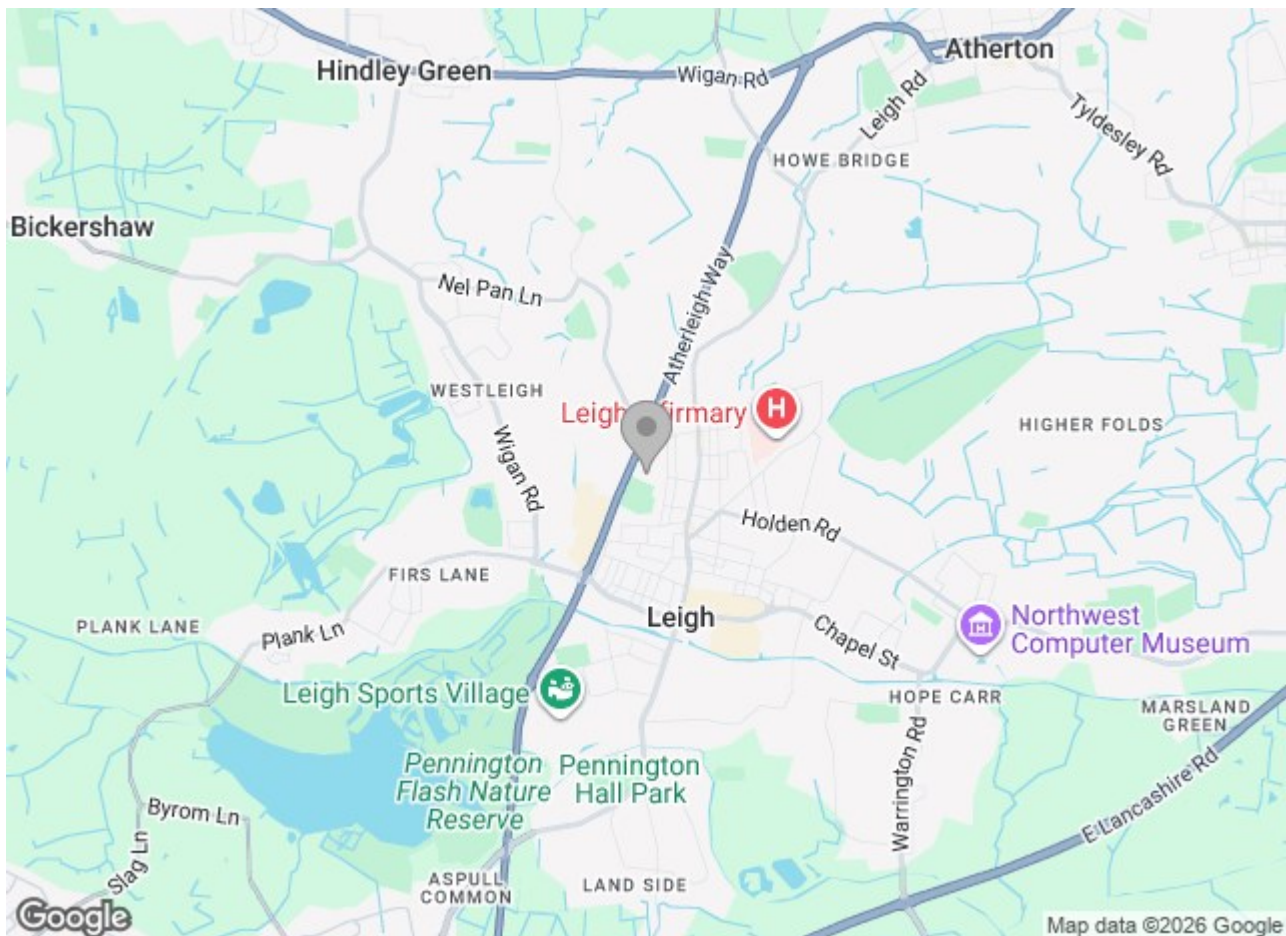 Atherton
Hindley Green
Wigan Rd
Leigh Rd
Tyldesley Rd
HOWE BRIDGE
Bickershaw
Nel Pan Ln
Atherleigh Way
WESTLEIGH
Leigh
H
HIGHER FOLDS
Wigan Rd
Holden Rd
FIRS LANE
Leigh
Northwest
Computer Museum
PLANK LANE
Plank Ln
Chapel St
Leigh Sports Village
HOPE CARR
MARSLAND
GREEN
Pennington
Flash Nature
Reserve
Pennington
Hall Park
Warrington Rd
E Lancashire Rd
Byrom Ln
Slag Ln
ASPULL
COMMON
LAND SIDE
Google
Map data ©2026 Google